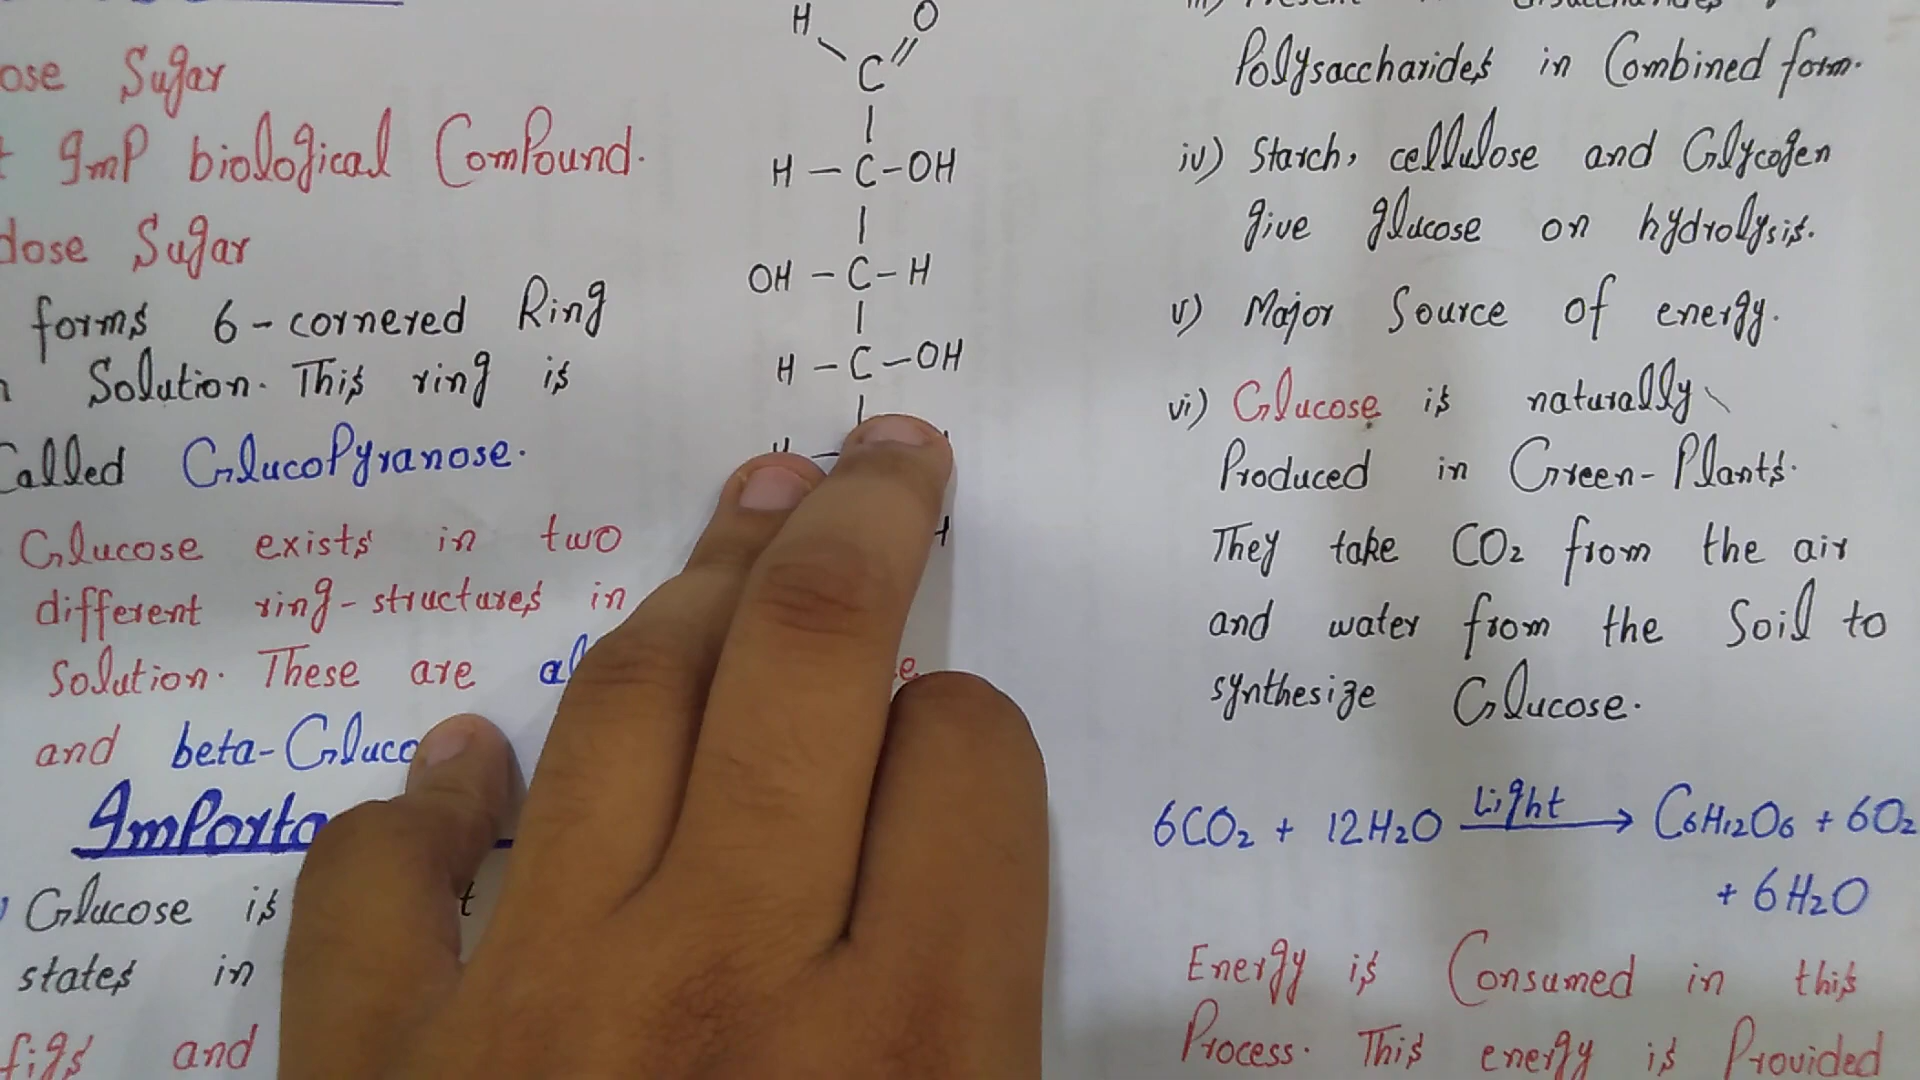 ose Sugar
Imp biological Compound.
dose Sugar
forms 6-cornered Ring
Solution. This ring is
Called GlucoPyranose.
Glucose exists in two
different ring-structures in
Solution. These are al
and beta-Gluco
Importa
Glucose is t
states in
figs and
H O
C
H-C-OH
OH-C-H
H-C-OH
Polysaccharides in Combined form.
iv) Starch, cellulose and Glycogen
give glucose on hydrolysis.
v) Major Source of energy.
vi) Glucose is naturally
Produced in Green-Plants.
They take CO2 from the air
and water from the Soil to
synthesize Glucose.
6CO2 + 12H2O Light → C6H12O6 + 6O2
+ 6H2O
Energy is Consumed in this
Process. This energy is Provided